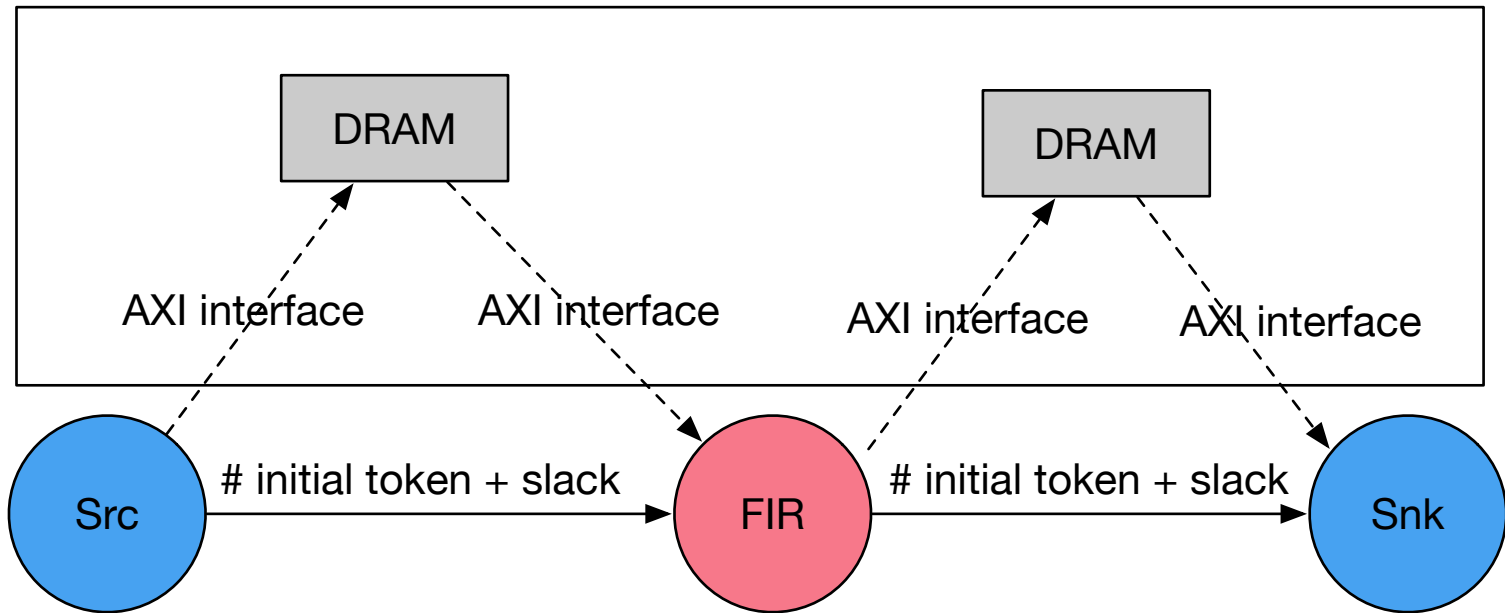 DRAM
DRAM
AXI interface
AXI interface
AXI interface
AXI interface
# initial token + slack
# initial token + slack
Src
FIR
Snk